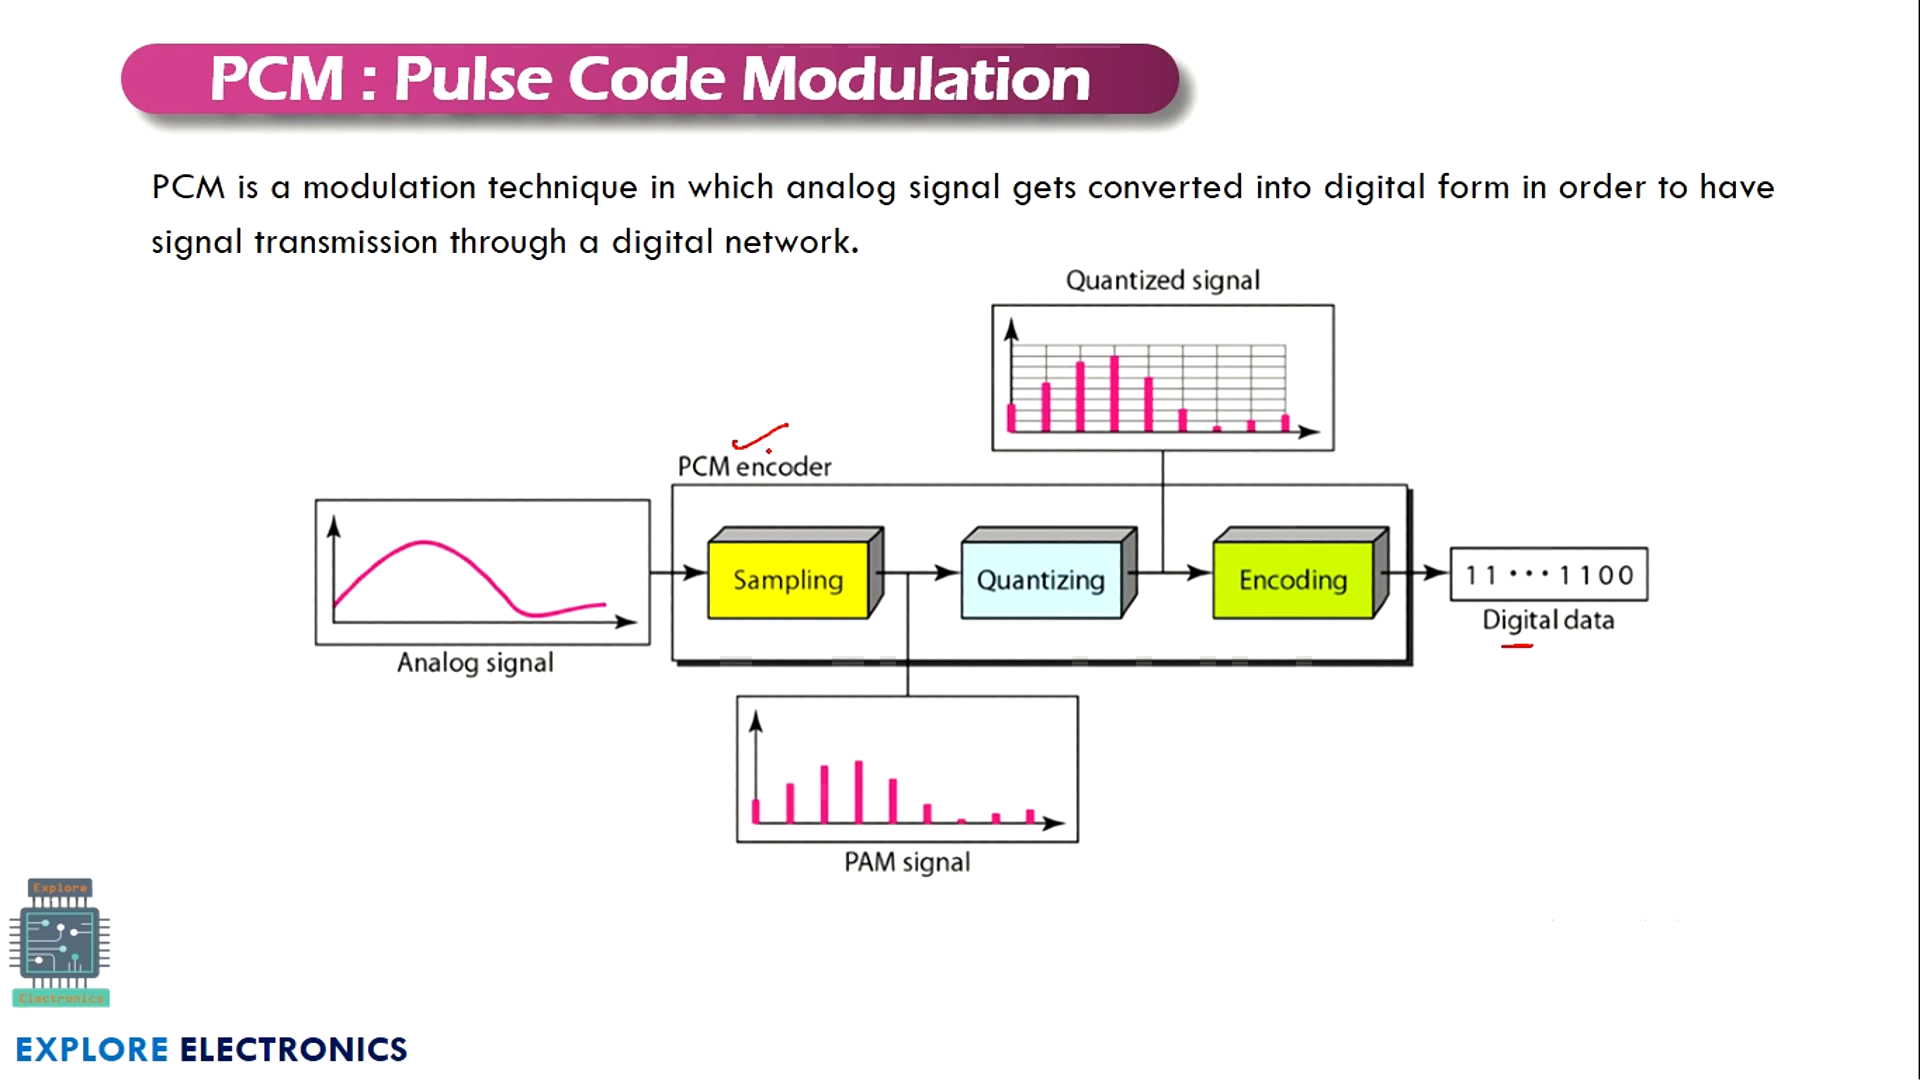 PCM : Pulse Code Modulation
PCM is a modulation technique in which analog signal gets converted into digital form in order to have
signal transmission through a digital network.
Quantized signal
PCM encoder
Sampling
Quantizing
Encoding
11···1100
Digital data
Analog signal
PAM signal
Explore
Electronics
EXPLORE ELECTRONICS